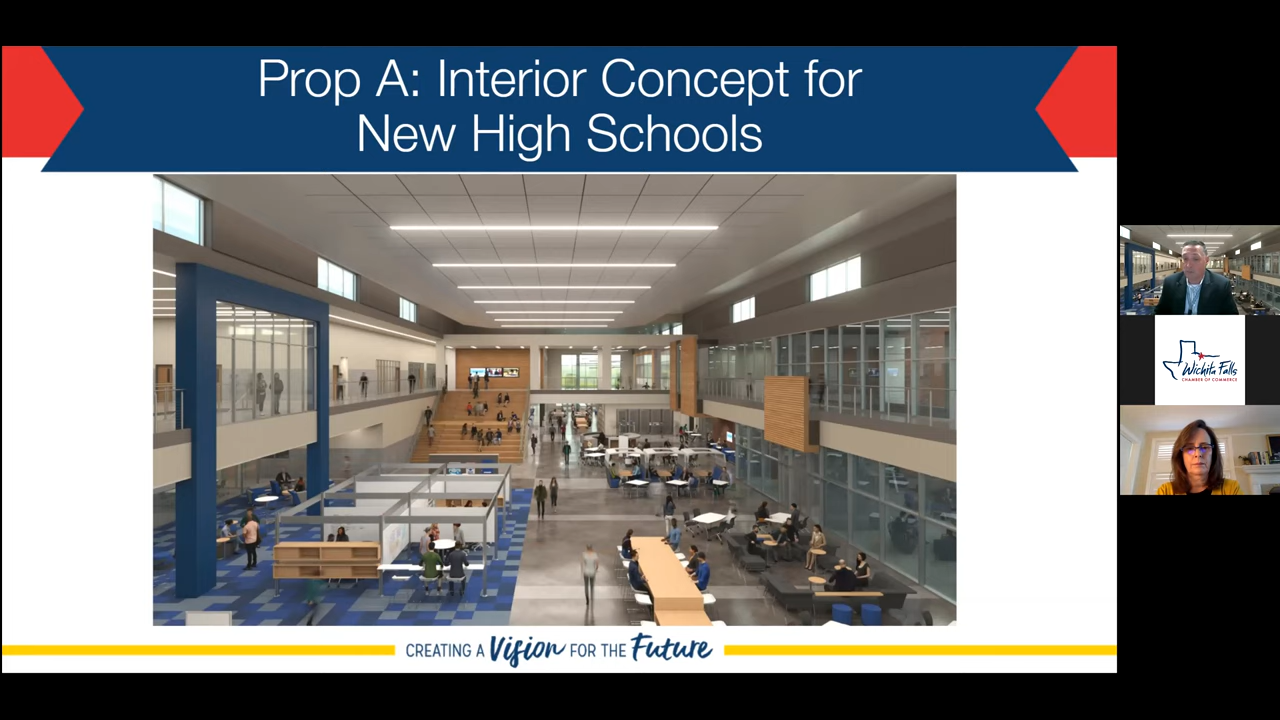 Prop A: Interior Concept for
New High Schools
CREATING A Vision FOR THE Future
Wichita Falls
CHAMBER OF COMMERCE